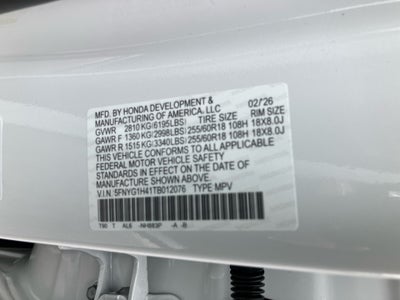 MFD. BY HONDA DEVELOPMENT & 02/26
MANUFACTURING OF AMERICA, LLC
GVWR 2810 KG(6195LBS) TIRE SIZE RIM SIZE
GAWR F 1360 KG(2998LBS) 255/60R18 108H 18X8.0J
GAWR R 1515 KG(3340LBS) 255/60R18 108H 18X8.0J
THIS VEHICLE CONFORMS TO ALL APPLICABLE
FEDERAL MOTOR VEHICLE SAFETY
STANDARDS IN EFFECT ON THE DATE OF
MANUFACTURE SHOWN ABOVE.
V.I.N. 5FNYG1H41TB012076 TYPE MPV
T90 T AL6 -NH883P -A -B